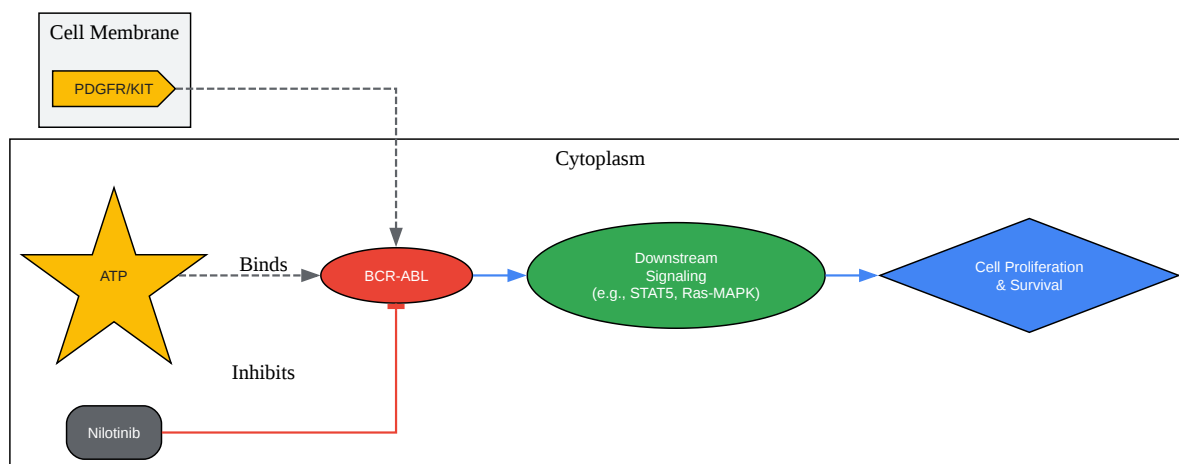 Cell Membrane
PDGFR/KIT
Cytoplasm
ATP
Binds
BCR-ABL
Downstream
Signaling
(e.g., STAT5, Ras-MAPK)
Cell Proliferation
& Survival
Inhibits
Nilotinib